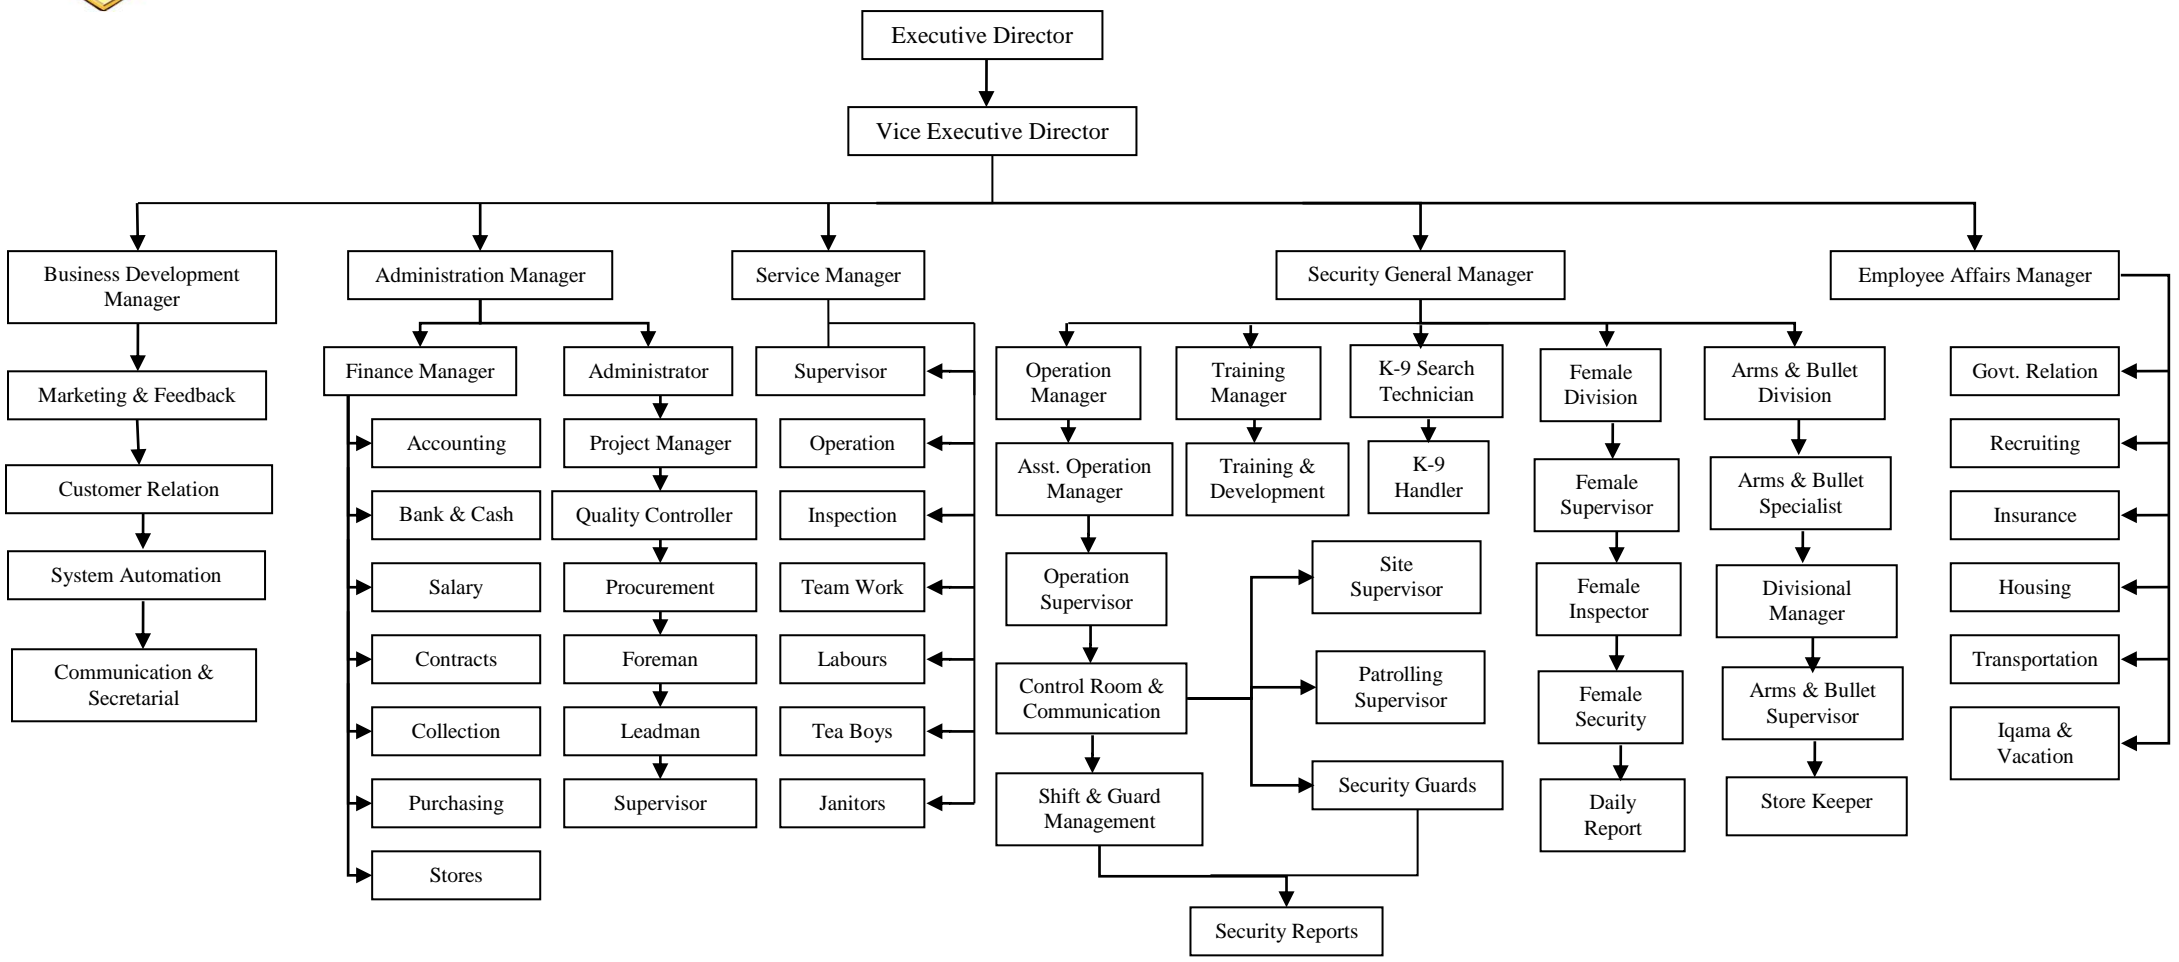 Executive Director
Vice Executive Director
Business Development
Manager
Administration Manager
Service Manager
Security General Manager
Employee Affairs Manager
Marketing & Feedback
Customer Relation
System Automation
Communication &
Secretarial
Finance Manager
Accounting
Bank & Cash
Salary
Contracts
Collection
Purchasing
Stores
Administrator
Project Manager
Quality Controller
Procurement
Foreman
Leadman
Supervisor
Supervisor
Operation
Inspection
Team Work
Labours
Tea Boys
Janitors
Operation
Manager
Asst. Operation
Manager
Operation
Supervisor
Control Room &
Communication
Shift & Guard
Management
Training
Manager
Training &
Development
K-9 Search
Technician
K-9
Handler
Site
Supervisor
Patrolling
Supervisor
Security Guards
Security Reports
Female
Division
Female
Supervisor
Female
Inspector
Female
Security
Daily
Report
Arms & Bullet
Division
Arms & Bullet
Specialist
Divisional
Manager
Arms & Bullet
Supervisor
Store Keeper
Govt. Relation
Recruiting
Insurance
Housing
Transportation
Iqama &
Vacation